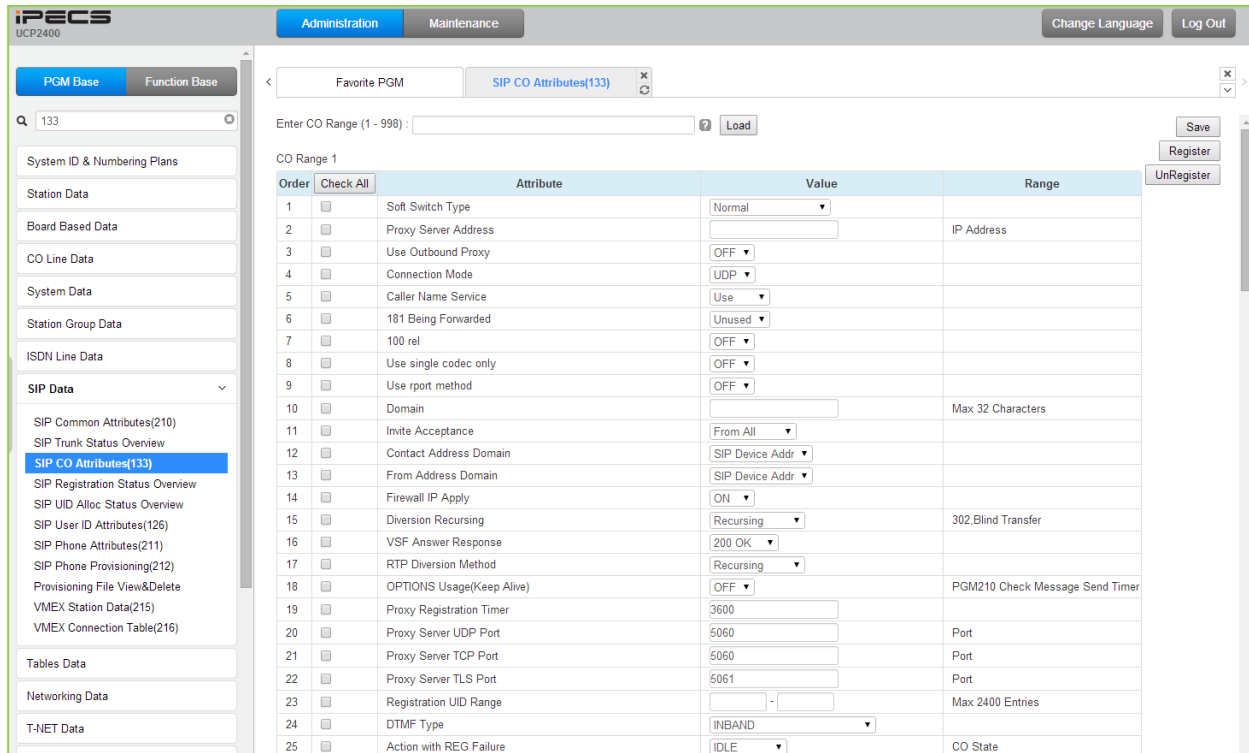 iPECS
UCP2400
Administration Maintenance Change Language Log Out
PGM Base Function Base
Favorite PGM SIP CO Attributes(133)
133
Enter CO Range (1 - 998) : Load
Save
Register
UnRegister
System ID & Numbering Plans
Station Data
Board Based Data
CO Line Data
System Data
Station Group Data
ISDN Line Data
SIP Data
SIP Common Attributes(210)
SIP Trunk Status Overview
SIP CO Attributes(133)
SIP Registration Status Overview
SIP UID Alloc Status Overview
SIP User ID Attributes(126)
SIP Phone Attributes(211)
SIP Phone Provisioning(212)
Provisioning File View&Delete
VMEX Station Data(215)
VMEX Connection Table(216)
Tables Data
Networking Data
T-NET Data
CO Range 1
Order Check All Attribute Value Range
1 Soft Switch Type Normal
2 Proxy Server Address IP Address
3 Use Outbound Proxy OFF
4 Connection Mode UDP
5 Caller Name Service Use
6 181 Being Forwarded Unused
7 100 rel OFF
8 Use single codec only OFF
9 Use rport method OFF
10 Domain Max 32 Characters
11 Invite Acceptance From All
12 Contact Address Domain SIP Device Addr
13 From Address Domain SIP Device Addr
14 Firewall IP Apply ON
15 Diversion Recursing Recursing 302,Blind Transfer
16 VSF Answer Response 200 OK
17 RTP Diversion Method Recursing
18 OPTIONS Usage(Keep Alive) OFF PGM210 Check Message Send Timer
19 Proxy Registration Timer 3600
20 Proxy Server UDP Port 5060 Port
21 Proxy Server TCP Port 5060 Port
22 Proxy Server TLS Port 5061 Port
23 Registration UID Range - Max 2400 Entries
24 DTMF Type INBAND
25 Action with REG Failure IDLE CO State